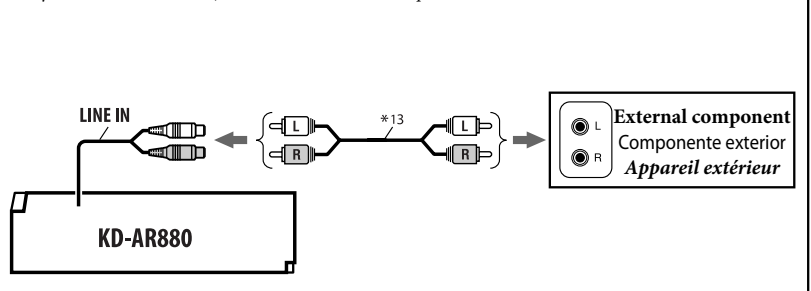 LINE IN
L
R
*13
L
R
L
R
External component
Componente exterior
Appareil extérieur
KD-AR880